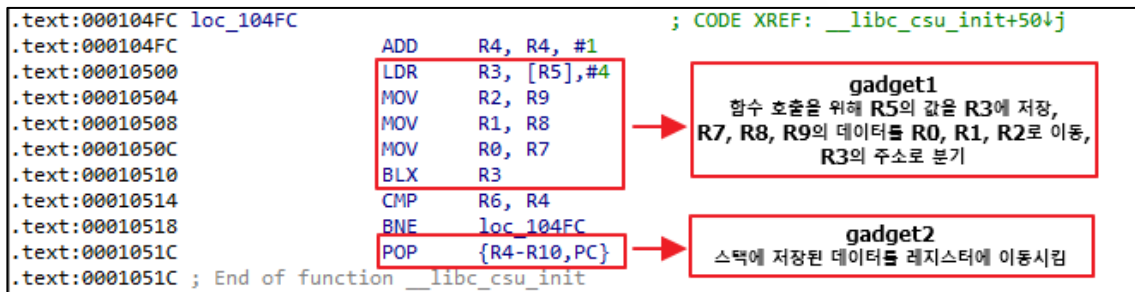 .text:000104FC loc_104FC ; CODE XREF: __libc_csu_init+50↓j
.text:000104FC ADD R4, R4, #1
.text:00010500 LDR R3, [R5],#4
.text:00010504 MOV R2, R9
.text:00010508 MOV R1, R8
.text:0001050C MOV R0, R7
.text:00010510 BLX R3
.text:00010514 CMP R6, R4
.text:00010518 BNE loc_104FC
.text:0001051C POP {R4-R10,PC}
.text:0001051C ; End of function __libc_csu_init
gadget1
함수 호출을 위해 R5의 값을 R3에 저장,
R7, R8, R9의 데이터를 R0, R1, R2로 이동,
R3의 주소로 분기
gadget2
스택에 저장된 데이터를 레지스터에 이동시킴